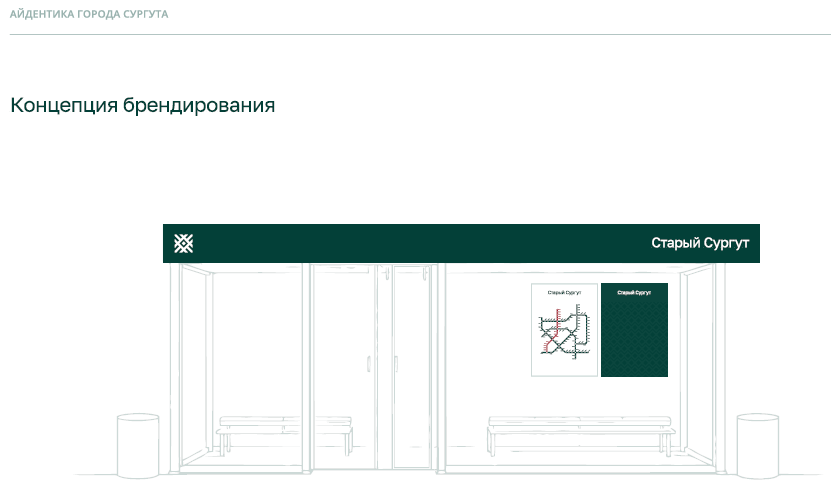 АЙДЕНТИКА ГОРОДА СУРГУТА
Концепция брендирования
Старый Сургут
Старый Сургут
Старый Сургут